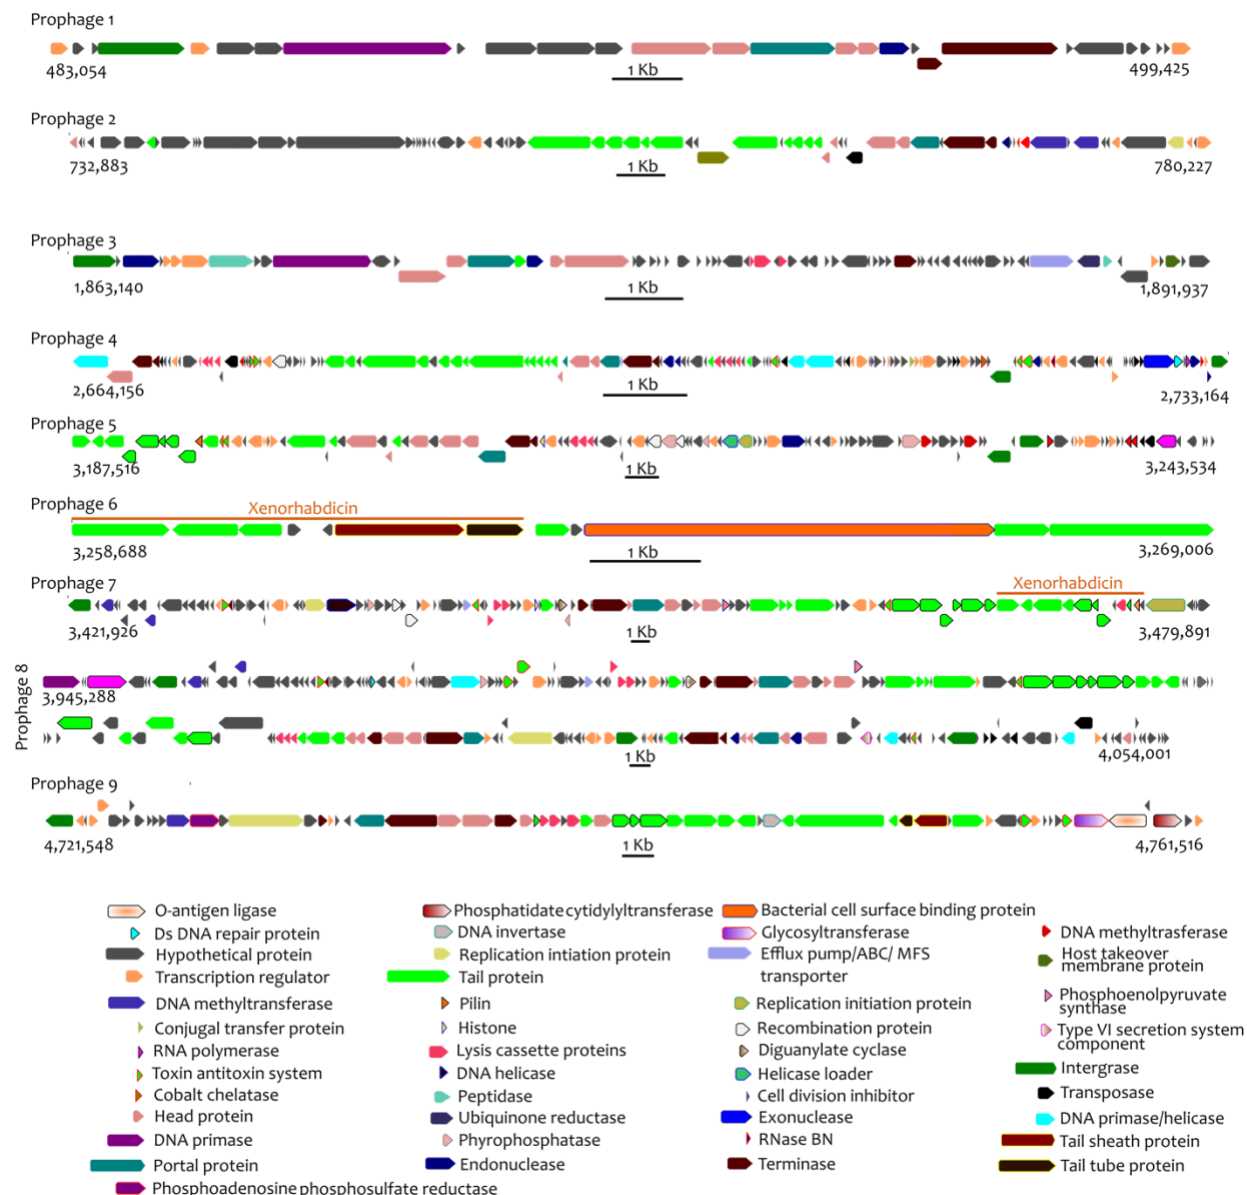 Prophage 1
483,054
1 Kb
499,425
Prophage 2
732,883
1 Kb
780,227
Prophage 3
1,863,140
1 Kb
1,891,937
Prophage 4
2,664,156
1 Kb
2,733,164
Prophage 5
3,187,516
1 Kb
3,243,534
Prophage 6
Xenorhabdicin
3,258,688
1 Kb
3,269,006
Prophage 7
Xenorhabdicin
3,421,926
1 Kb
3,479,891
Prophage 8
3,945,288
1 Kb
4,054,001
Prophage 9
4,721,548
1 Kb
4,761,516
O-antigen ligase
Ds DNA repair protein
Hypothetical protein
Transcription regulator
DNA methyltransferase
Conjugal transfer protein
RNA polymerase
Toxin antitoxin system
Cobalt chelatase
Head protein
DNA primase
Portal protein
Phosphoadenosine phosphosulfate reductase
Phosphatidate cytidylyltransferase
DNA invertase
Replication intiation protein
Tail protein
Pilin
Histone
Lysis cassette proteins
DNA helicase
Peptidase
Ubiquinone reductase
Phyrophosphatase
Endonuclease
Bacterial cell surface binding protein
Glycosyltransferase
Efflux pump/ABC/ MFS
transporter
Replication initiation protein
Recombination protein
Diguanylate cyclase
Helicase loader
Cell division inhibitor
Exonuclease
RNase BN
Terminase
DNA methyltrasferase
Host takeover
membrane protein
Phosphoenolpyruvate
synthase
Type VI secretion system
component
Intergrase
Transposase
DNA primase/helicase
Tail sheath protein
Tail tube protein